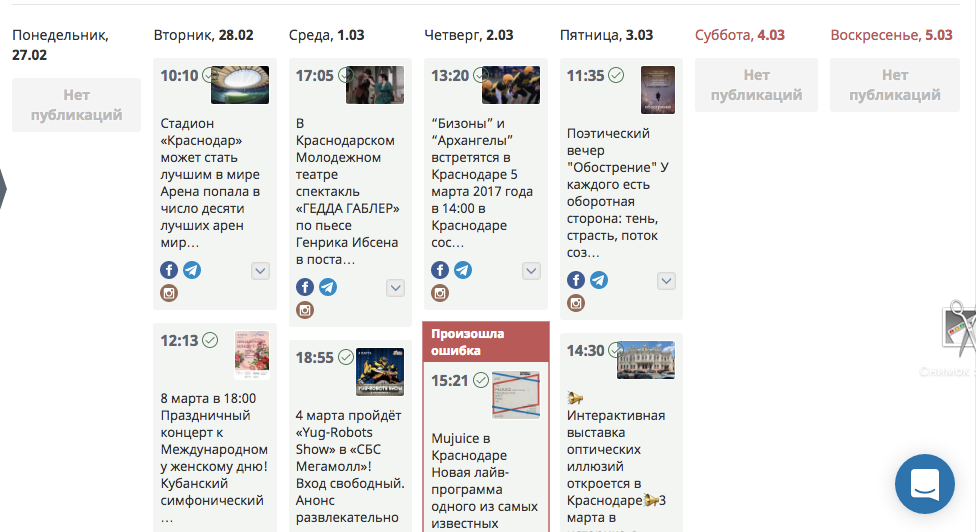 Понедельник,
27.02
Нет
публикаций
Вторник, 28.02
10:10
Стадион
«Краснодар»
может стать
лучшим в мире
Арена попала в
число десяти
лучших арен
мир...
12:13
8 марта в 18:00
Праздничный
концерт к
Международном
у женскому дню!
Кубанский
симфонический
...
Среда, 1.03
17:05
В
Краснодарском
Молодежном
театре
спектакль
«ГЕДДА ГАБЛЕР»
по пьесе
Генрика Ибсена
в поста...
18:55
4 марта пройдёт
«Yug-Robots
Show» в «СБС
Мегамолл»!
Вход свободный.
Анонс
развлекательно
Четверг, 2.03
13:20
“Бизоны” и
“Архангелы”
встретятся в
Краснодаре 5
марта 2017 года
в 14:00 в
Краснодаре
сос...
Произошла
ошибка
15:21
Mujuice в
Краснодаре
Новая лайв-
программа
одного из самых
известных
Пятница, 3.03
11:35
Поэтический
вечер
"Обострение" У
каждого есть
оборотная
сторона: тень,
страсть, поток
соз...
14:30
Интерактивная
выставка
оптических
иллюзий
откроется в
Краснодаре📢3
марта в
Суббота, 4.03
Нет
публикаций
Воскресенье, 5.03
Нет
публикаций
Снимок